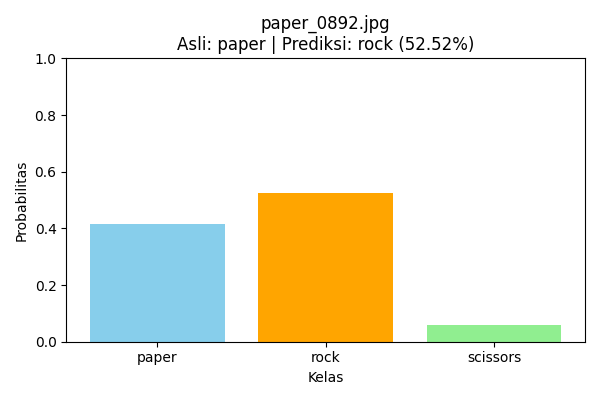 paper_0892.jpg
Asli: paper | Prediksi: rock (52.52%)
1.0
0.8
0.6
0.4
0.2
0.0
Probabilitas
paper rock scissors
Kelas